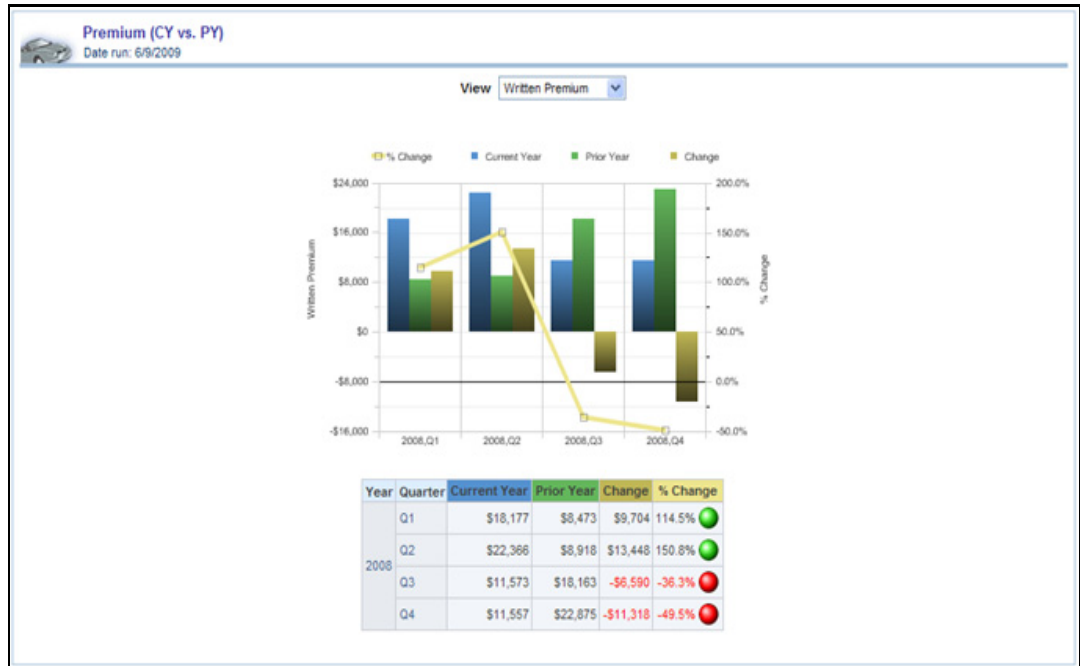 Premium (CY vs. PY)
Date run: 6/9/2009
View Written Premium
% Change Current Year Prior Year Change
$24,000 200.0%
$16,000 150.0%
$8,000 100.0%
$0 50.0%
-$8,000 0.0%
-$16,000 -50.0%
Written Premium
% Change
2008,Q1 2008,Q2 2008,Q3 2008,Q4
Year Quarter Current Year Prior Year Change % Change
2008
Q1 $18,177 $8,473 $9,704 114.5%
Q2 $22,366 $8,918 $13,448 150.8%
Q3 $11,573 $18,163 -$6,590 -36.3%
Q4 $11,557 $22,875 -$11,318 -49.5%